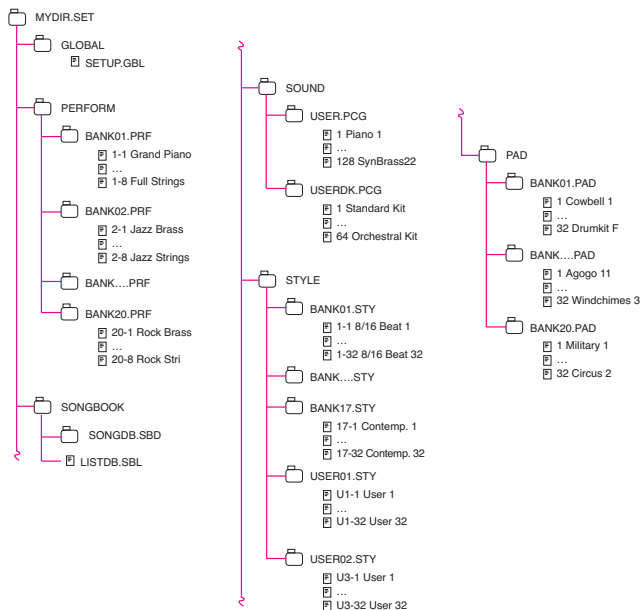 MYDIR.SET
GLOBAL
SETUP.GBL
PERFORM
BANK01.PRF
1-1 Grand Piano
...
1-8 Full Strings
BANK02.PRF
2-1 Jazz Brass
...
2-8 Jazz Strings
BANK....PRF
BANK20.PRF
20-1 Rock Brass
...
20-8 Rock Stri
SONGBOOK
SONGDB.SBD
LISTDB.SBL
SOUND
USER.PCG
1 Piano 1
...
128 SynBrass22
USERDK.PCG
1 Standard Kit
...
64 Orchestral Kit
STYLE
BANK01.STY
1-1 8/16 Beat 1
...
1-32 8/16 Beat 32
BANK....STY
BANK17.STY
17-1 Contemp. 1
...
17-32 Contemp. 32
USER01.STY
U1-1 User 1
...
U1-32 User 32
USER02.STY
U3-1 User 1
...
U3-32 User 32
PAD
BANK01.PAD
1 Cowbell 1
...
32 Drumkit F
BANK....PAD
1 Agogo 11
...
32 Windchimes 3
BANK20.PAD
1 Military 1
...
32 Circus 2